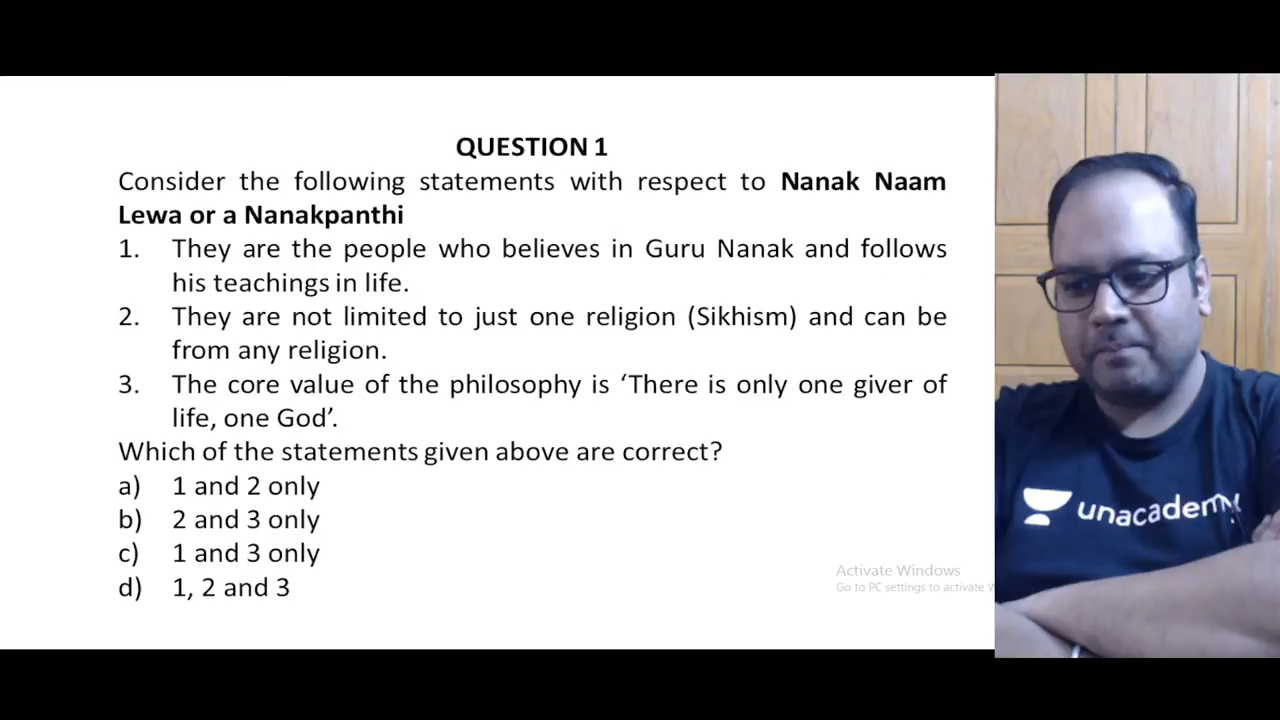 QUESTION 1
Consider the following statements with respect to Nanak Naam
Lewa or a Nanakpanthi
1. They are the people who believes in Guru Nanak and follows
his teachings in life.
2. They are not limited to just one religion (Sikhism) and can be
from any religion.
3. The core value of the philosophy is ‘There is only one giver of
life, one God’.
Which of the statements given above are correct?
a) 1 and 2 only
b) 2 and 3 only
c) 1 and 3 only
d) 1, 2 and 3
Activate Windows
Go to PC settings to activate W
unacademy